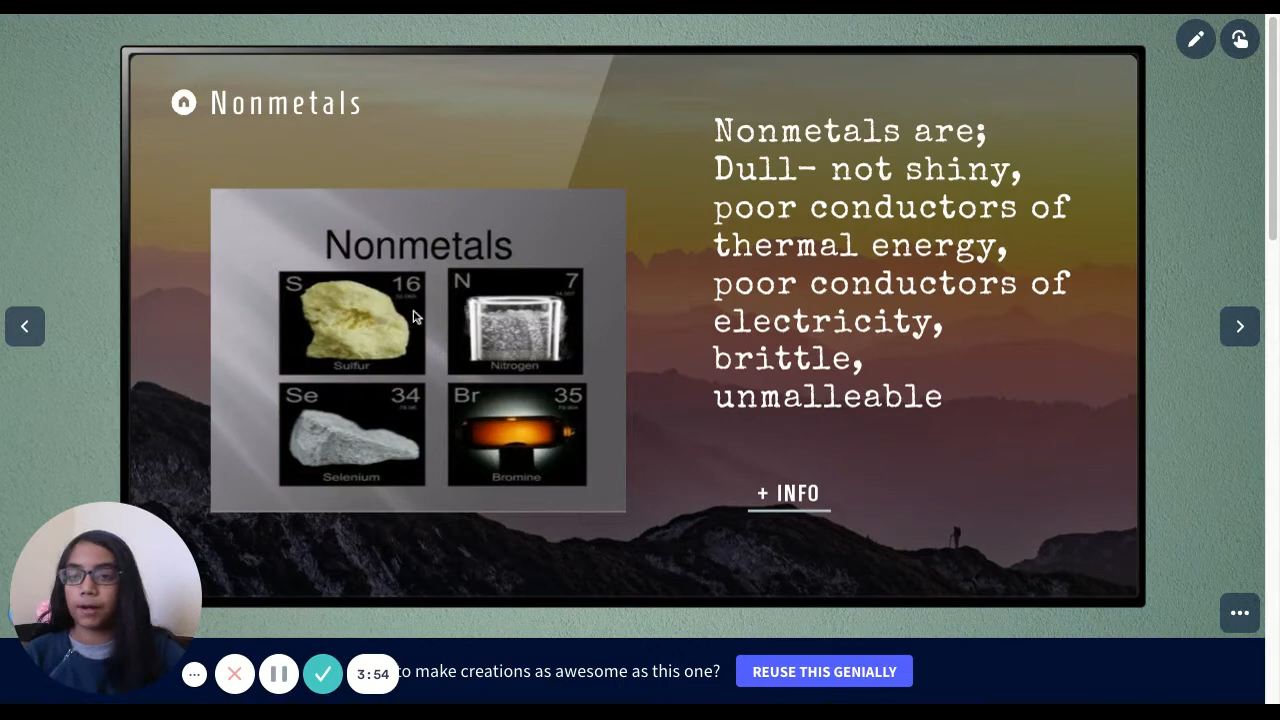 Nonmetals
Nonmetals are;
Dull- not shiny,
poor conductors of
thermal energy,
poor conductors of
electricity,
brittle,
unmalleable
Nonmetals
S 16
Sulfur
N 7
Nitrogen
Se 34
Selenium
Br 35
Bromine
+ INFO
3:54
to make creations as awesome as this one?
REUSE THIS GENIALLY